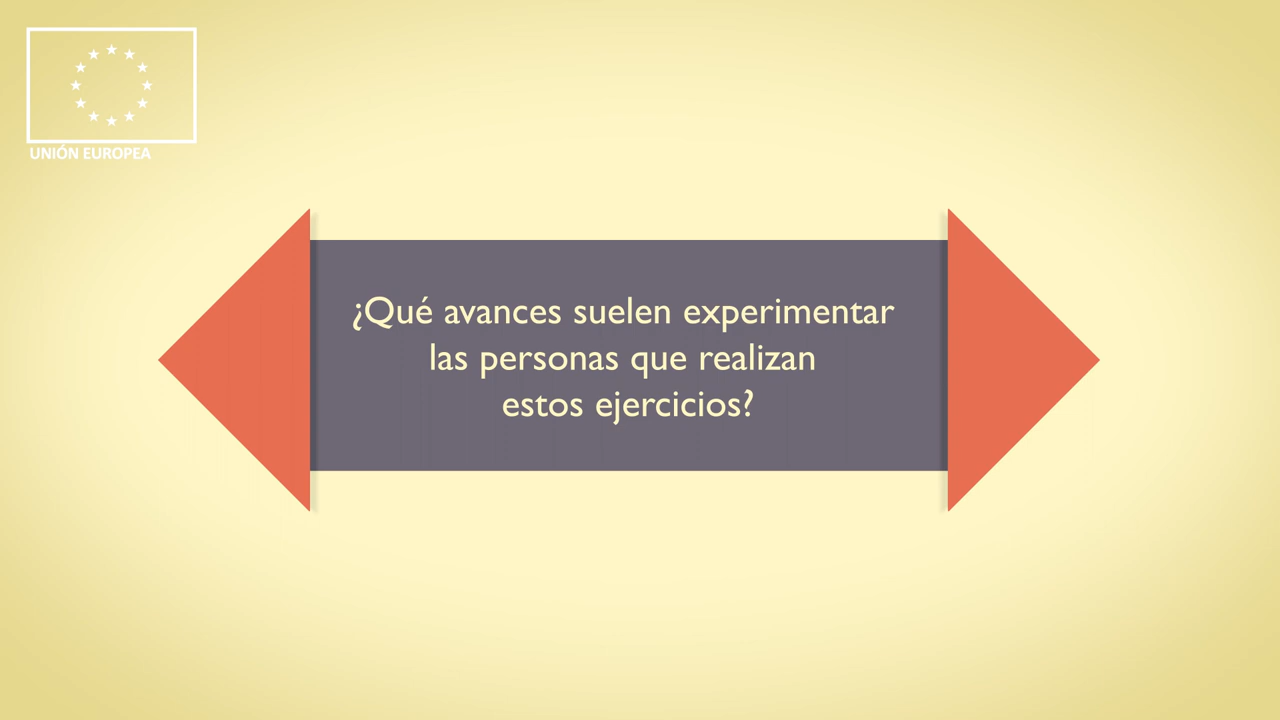 UNIÓN EUROPEA
¿Qué avances suelen experimentar
las personas que realizan
estos ejercicios?